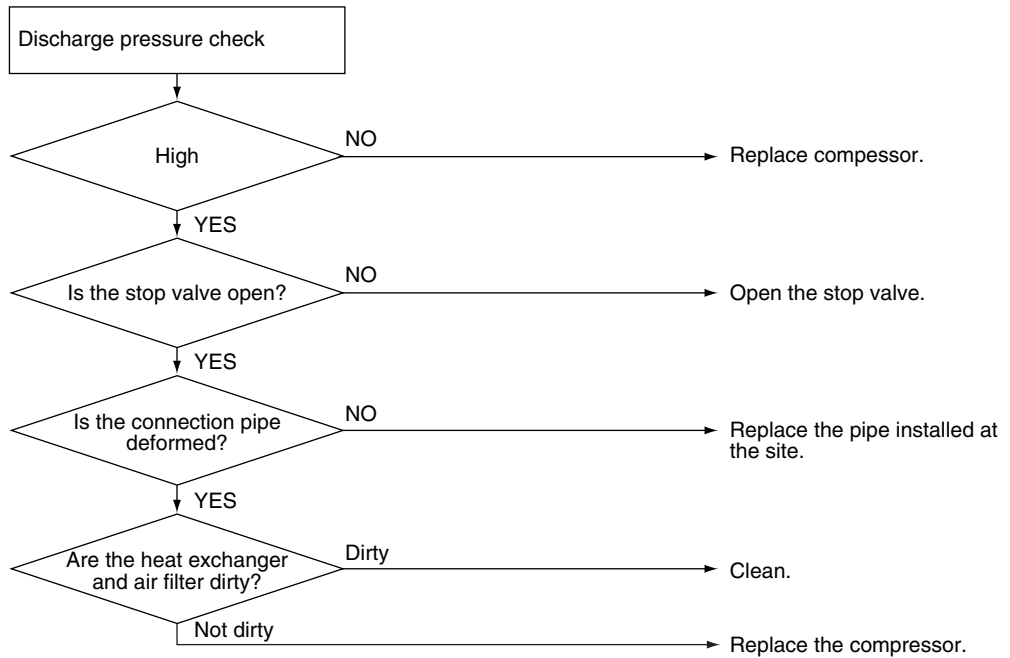 Discharge pressure check
High
NO
Replace compessor.
YES
Is the stop valve open?
NO
Open the stop valve.
YES
Is the connection pipe
deformed?
NO
Replace the pipe installed at
the site.
YES
Are the heat exchanger
and air filter dirty?
Dirty
Clean.
Not dirty
Replace the compressor.